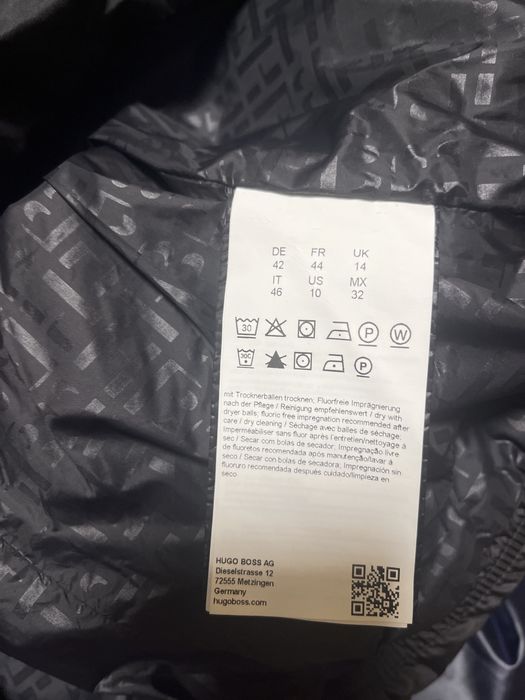 DE FR UK
42 44 14
IT US MX
46 10 32
30 P W
30C P
mit Trocknerbällen trocknen; Fluorfreie Imprägnierung
nach der Pflege / Reinigung empfehlenswert / dry with
dryer balls; fluoric free impregnation recommended after
care / dry cleaning / Séchage avec balles de séchage;
Imperméabiliser sans fluor après l'entretien/nettoyage à
sec / Secar com bolas de secador; Impregnação livre
de fluoretos recomendada após manutenção/lavar a
seco / Secar con bolas de secadora; Impregnación sin
fluoruro recomendada después cuidado/limpieza en
seco.
HUGO BOSS AG
Dieselstrasse 12
72555 Metzingen
Germany
hugoboss.com